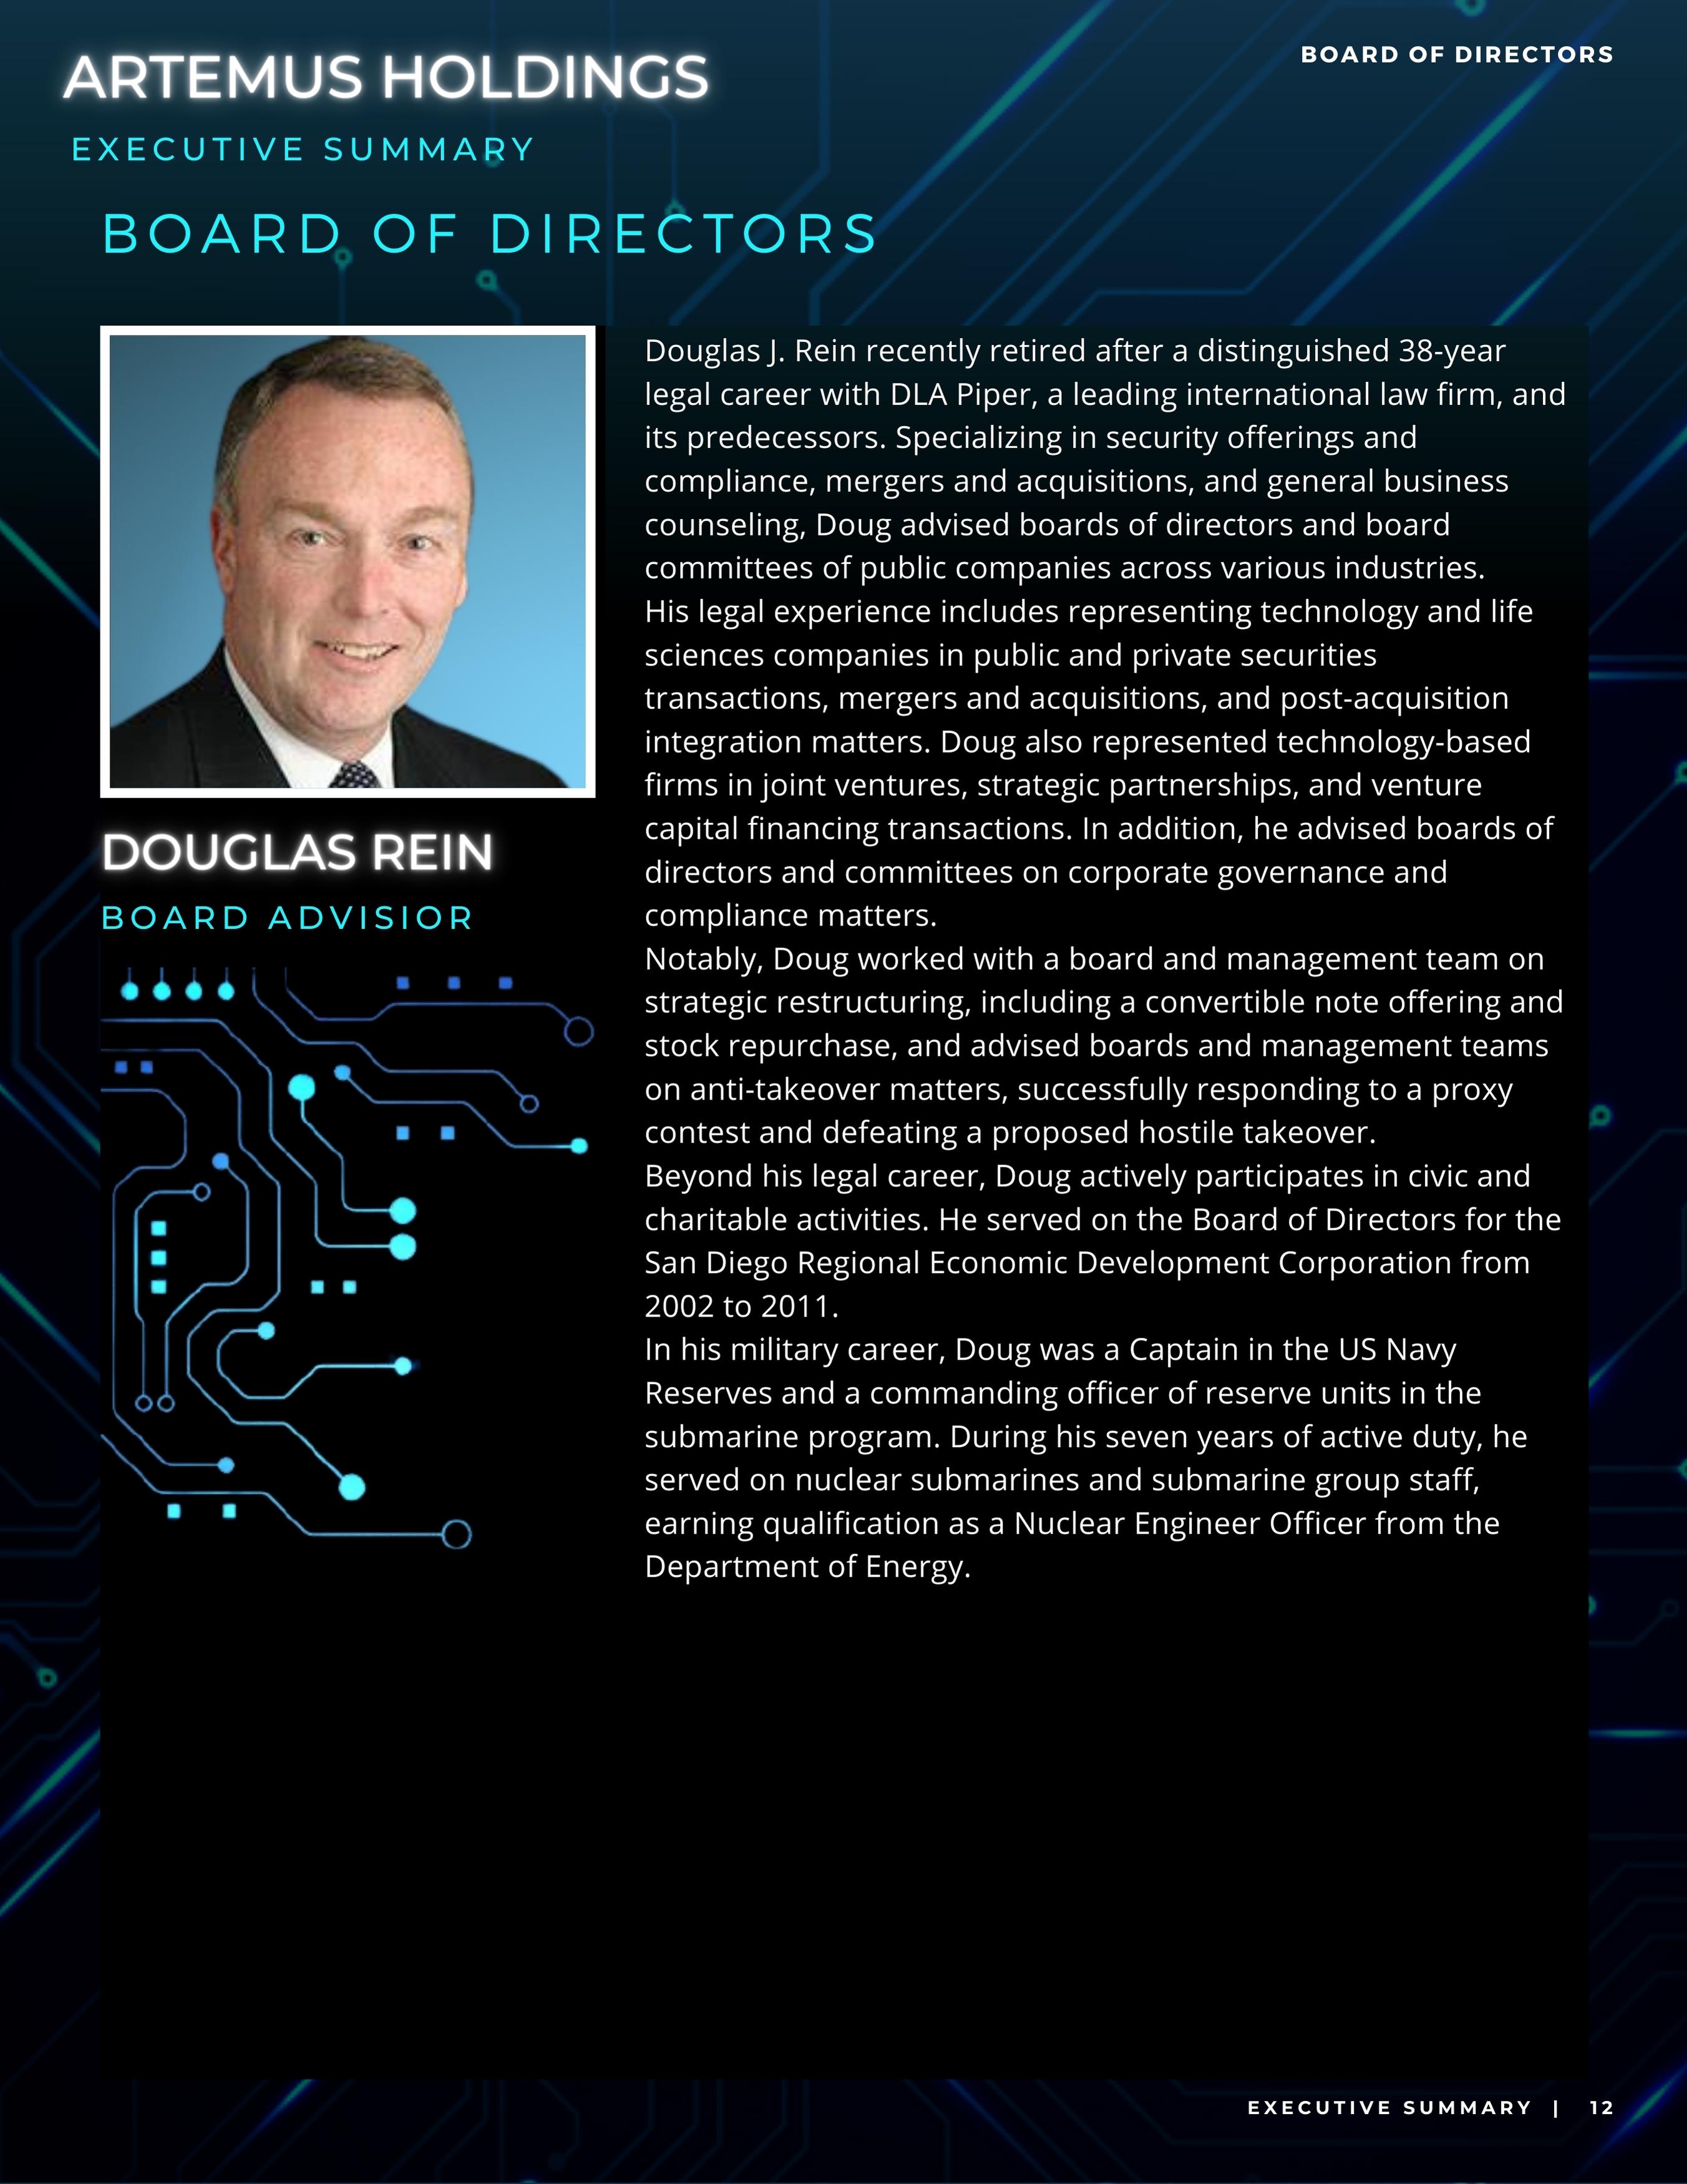 ARTEMUS HOLDINGS
BOARD OF DIRECTORS
EXECUTIVE SUMMARY
BOARD OF DIRECTORS
DOUGLAS REIN
BOARD ADVISIOR
Douglas J. Rein recently retired after a distinguished 38-year
legal career with DLA Piper, a leading international law firm, and
its predecessors. Specializing in security offerings and
compliance, mergers and acquisitions, and general business
counseling, Doug advised boards of directors and board
committees of public companies across various industries.
His legal experience includes representing technology and life
sciences companies in public and private securities
transactions, mergers and acquisitions, and post-acquisition
integration matters. Doug also represented technology-based
firms in joint ventures, strategic partnerships, and venture
capital financing transactions. In addition, he advised boards of
directors and committees on corporate governance and
compliance matters.
Notably, Doug worked with a board and management team on
strategic restructuring, including a convertible note offering and
stock repurchase, and advised boards and management teams
on anti-takeover matters, successfully responding to a proxy
contest and defeating a proposed hostile takeover.
Beyond his legal career, Doug actively participates in civic and
charitable activities. He served on the Board of Directors for the
San Diego Regional Economic Development Corporation from
2002 to 2011.
In his military career, Doug was a Captain in the US Navy
Reserves and a commanding officer of reserve units in the
submarine program. During his seven years of active duty, he
served on nuclear submarines and submarine group staff,
earning qualification as a Nuclear Engineer Officer from the
Department of Energy.
EXECUTIVE SUMMARY | 12